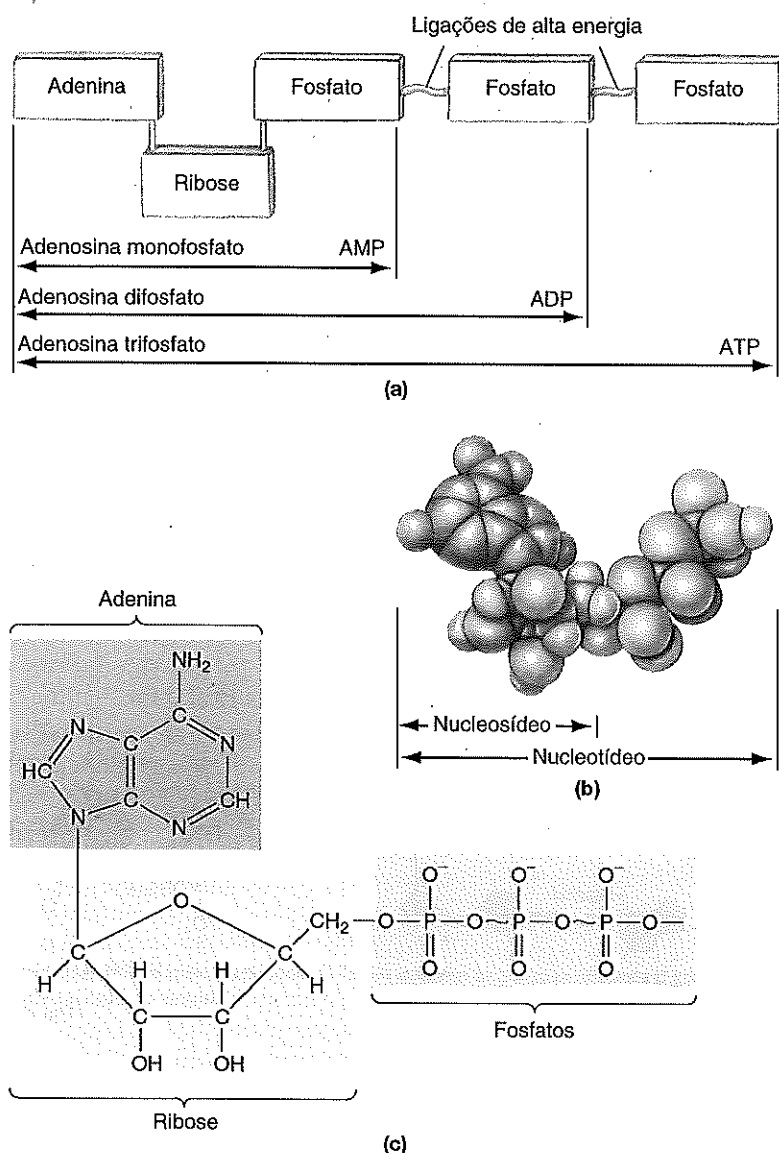 Ligações de alta energia
Adenina
Fosfato
Fosfato
Fosfato
Ribose
Adenosina monofosfato AMP
Adenosina difosfato ADP
Adenosina trifosfato ATP
(a)
Nucleosídeo
Nucleotídeo
(b)
Adenina
NH₂
N C N
HC C CH
N C N
O⁻ O⁻ O⁻
O CH₂—O—P—O~P—O~P—O—
O O O
C H H C
H C C H
OH OH
Fosfatos
Ribose
(c)